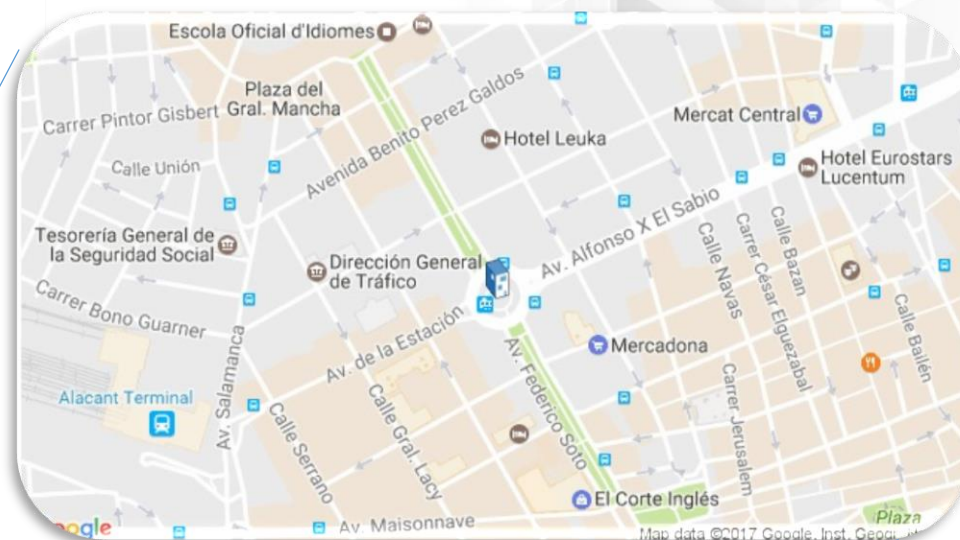 Escola Oficial d'Idiomes
Plaza del
Gral. Mancha
Carrer Pintor Gisbert
Avenida Benito Perez Galdos
Mercat Central
Hotel Leuka
Calle Unión
Hotel Eurostars
Lucentum
Av. Alfonso X El Sabio
Tesorería General de
la Seguridad Social
Dirección General
de Tráfico
Calle Navas
Carrer César Elguezabal
Calle Bazan
Carrer Bono Guarner
Av. de la Estación
Mercadona
Calle Bailén
Av. Salamanca
Av. Federico Soto
Alacant Terminal
Calle Serrano
Calle Gral. Lacy
Carrer Jerusalem
El Corte Inglés
Av. Maisonnave
Plaza
Map data ©2017 Google, Inst. Geogr.